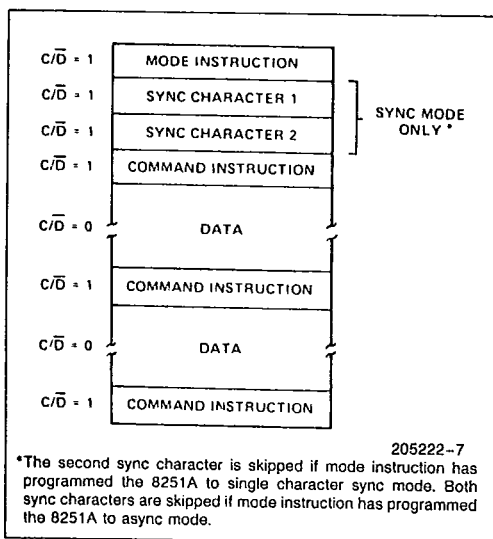 C/D̅ = 1 MODE INSTRUCTION
C/D̅ = 1 SYNC CHARACTER 1
C/D̅ = 1 SYNC CHARACTER 2
SYNC MODE
ONLY *
C/D̅ = 1 COMMAND INSTRUCTION
C/D̅ = 0 DATA
C/D̅ = 1 COMMAND INSTRUCTION
C/D̅ = 0 DATA
C/D̅ = 1 COMMAND INSTRUCTION
205222-7
*The second sync character is skipped if mode instruction has
programmed the 8251A to single character sync mode. Both
sync characters are skipped if mode instruction has programmed
the 8251A to async mode.